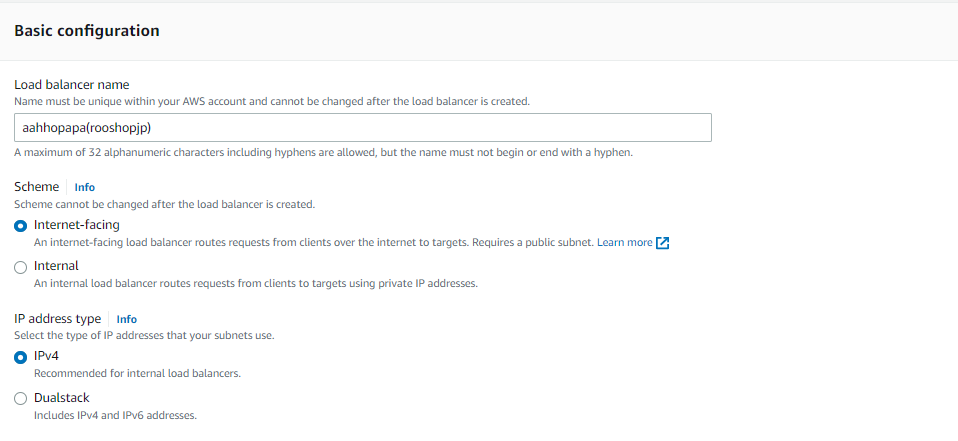 Basic configuration
Load balancer name
Name must be unique within your AWS account and cannot be changed after the load balancer is created.
aahhopapa(rooshopjp)
A maximum of 32 alphanumeric characters including hyphens are allowed, but the name must not begin or end with a hyphen.
Scheme Info
Scheme cannot be changed after the load balancer is created.
Internet-facing
An internet-facing load balancer routes requests from clients over the internet to targets. Requires a public subnet. Learn more
Internal
An internal load balancer routes requests from clients to targets using private IP addresses.
IP address type Info
Select the type of IP addresses that your subnets use.
IPv4
Recommended for internal load balancers.
Dualstack
Includes IPv4 and IPv6 addresses.